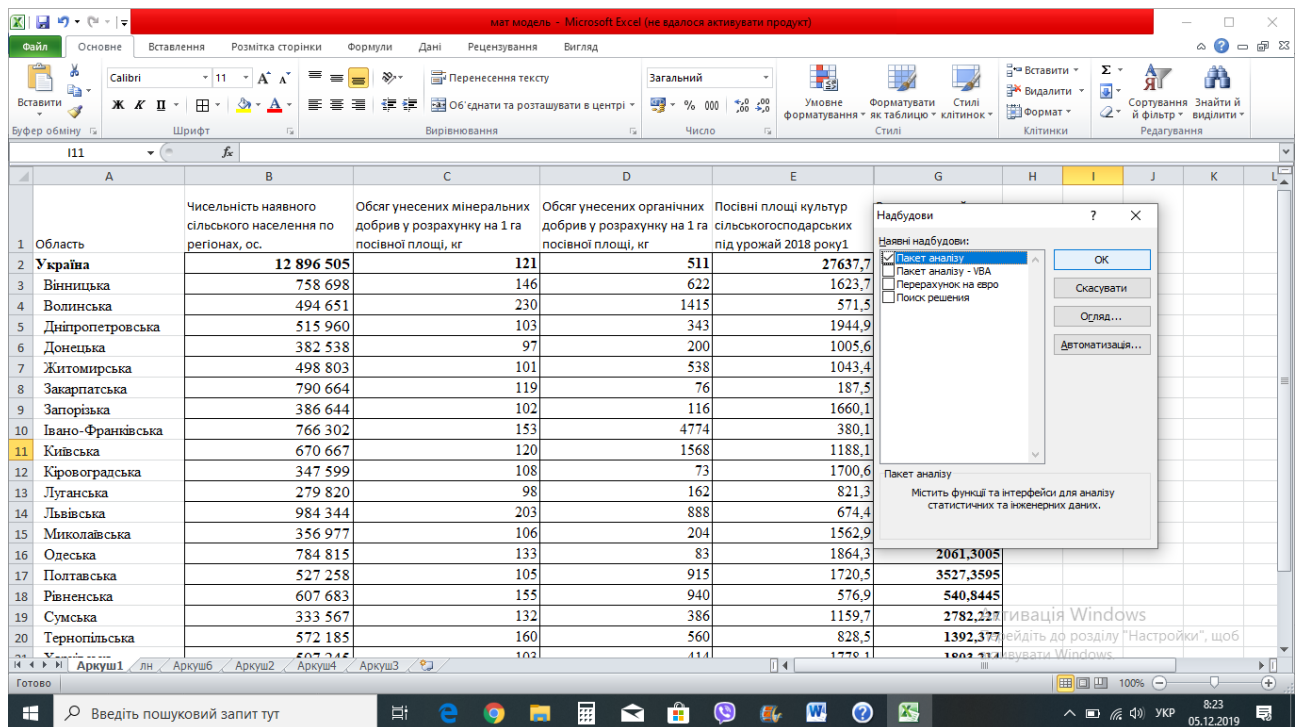 мат модель - Microsoft Excel (не вдалося активувати продукт)
Файл Основне Вставлення Розмітка сторінки Формули Дані Рецензування Вигляд
Вставити
Calibri 11
Ж К П
Перенесення тексту
Об'єднати та розташувати в центрі
Загальний
% 000
Умовне форматування
Форматувати як таблицю
Стилі клітинок
Вставити
Видалити
Формат
Сортування й фільтр
Знайти й виділити
Буфер обміну Шрифт Вирівнювання Число Стилі Клітинки Редагування
I11 fx
A B C D E G H I J K L
1 Область
Чисельність наявного сільського населення по регіонах, ос.
Обсяг унесених мінеральних добрив у розрахунку на 1 га посівної площі, кг
Обсяг унесених органічних добрив у розрахунку на 1 га посівної площі, кг
Посівні площі культур сільськогосподарських під урожай 2018 року1
2 Україна 12 896 505 121 511 27637,7
3 Вінницька 758 698 146 622 1623,7
4 Волинська 494 651 230 1415 571,5
5 Дніпропетровська 515 960 103 343 1944,9
6 Донецька 382 538 97 200 1005,6
7 Житомирська 498 803 101 538 1043,4
8 Закарпатська 790 664 119 76 187,5
9 Запорізька 386 644 102 116 1660,1
10 Івано-Франківська 766 302 153 4774 380,1
11 Київська 670 667 120 1568 1188,1
12 Кіровоградська 347 599 108 73 1700,6
13 Луганська 279 820 98 162 821,3
14 Львівська 984 344 203 888 674,4
15 Миколаївська 356 977 106 204 1562,9
16 Одеська 784 815 133 83 1864,3 2061,3005
17 Полтавська 527 258 105 915 1720,5 3527,3595
18 Рівненська 607 683 155 940 576,9 540,8445
19 Сумська 333 567 132 386 1159,7 2782,227
20 Тернопільська 572 185 160 560 828,5 1392,377
Надбудови ?
Наявні надбудови:
Пакет аналізу
Пакет аналізу - VBA
Перерахунок на євро
Поиск решения
ОК
Скасувати
Огляд...
Автоматизація...
Пакет аналізу
Містить функції та інтерфейси для аналізу
статистичних та інженерних даних.
Активація Windows
Перейдіть до розділу "Настройки", щоб
активувати Windows.
Аркуш1 лн Аркуш6 Аркуш2 Аркуш4 Аркуш3
Готово 100%
Введіть пошуковий запит тут
УКР
8:23
05.12.2019